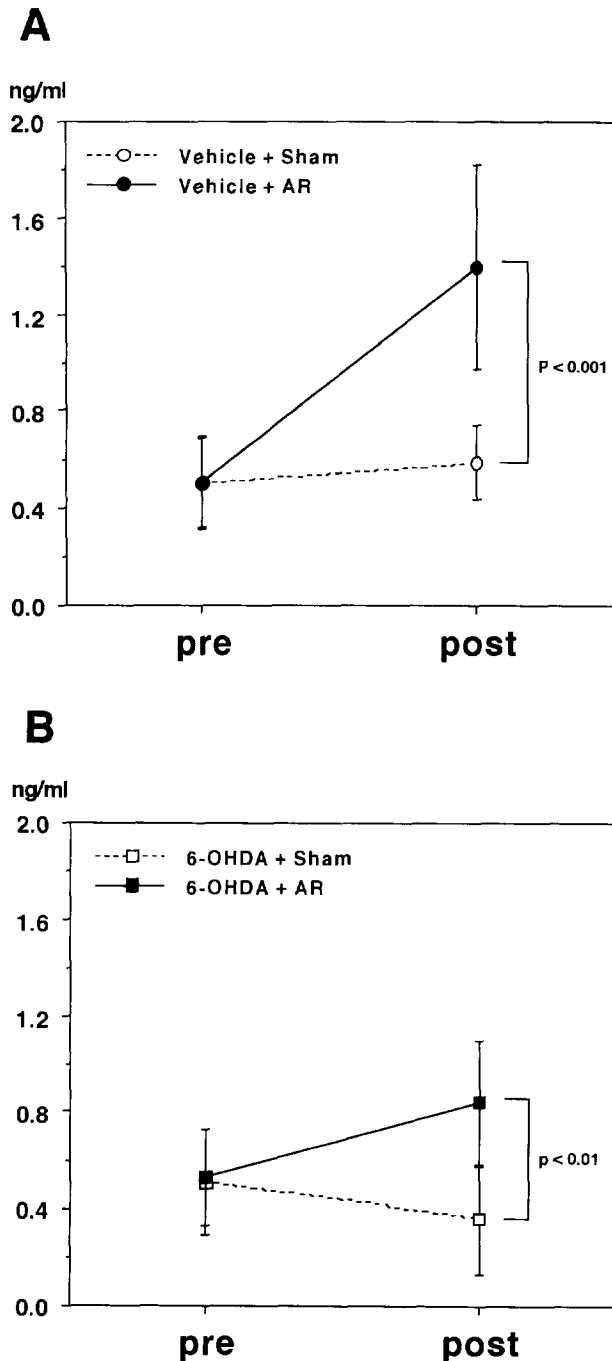 A
ng/ml
2.0
Vehicle + Sham
Vehicle + AR
1.6
1.2
P < 0.001
0.8
0.4
0.0
pre post
B
ng/ml
2.0
6-OHDA + Sham
6-OHDA + AR
1.6
1.2
0.8
p < 0.01
0.4
0.0
pre post